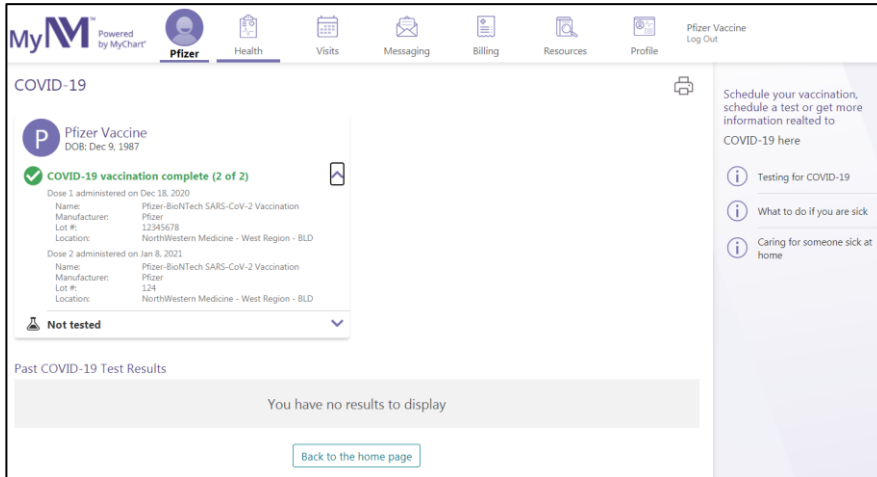 MyNM™ Powered by MyChart®
Pfizer
Health
Visits
Messaging
Billing
Resources
Profile
Pfizer Vaccine
Log Out
COVID-19
P
Pfizer Vaccine
DOB: Dec 9, 1987
COVID-19 vaccination complete (2 of 2)
Dose 1 administered on Dec 18, 2020
Name: Pfizer-BioNTech SARS-CoV-2 Vaccination
Manufacturer: Pfizer
Lot #: 12345678
Location: NorthWestern Medicine - West Region - BLD
Dose 2 administered on Jan 8, 2021
Name: Pfizer-BioNTech SARS-CoV-2 Vaccination
Manufacturer: Pfizer
Lot #: 124
Location: NorthWestern Medicine - West Region - BLD
Not tested
Past COVID-19 Test Results
You have no results to display
Back to the home page
Schedule your vaccination,
schedule a test or get more
information realted to
COVID-19 here
Testing for COVID-19
What to do if you are sick
Caring for someone sick at
home